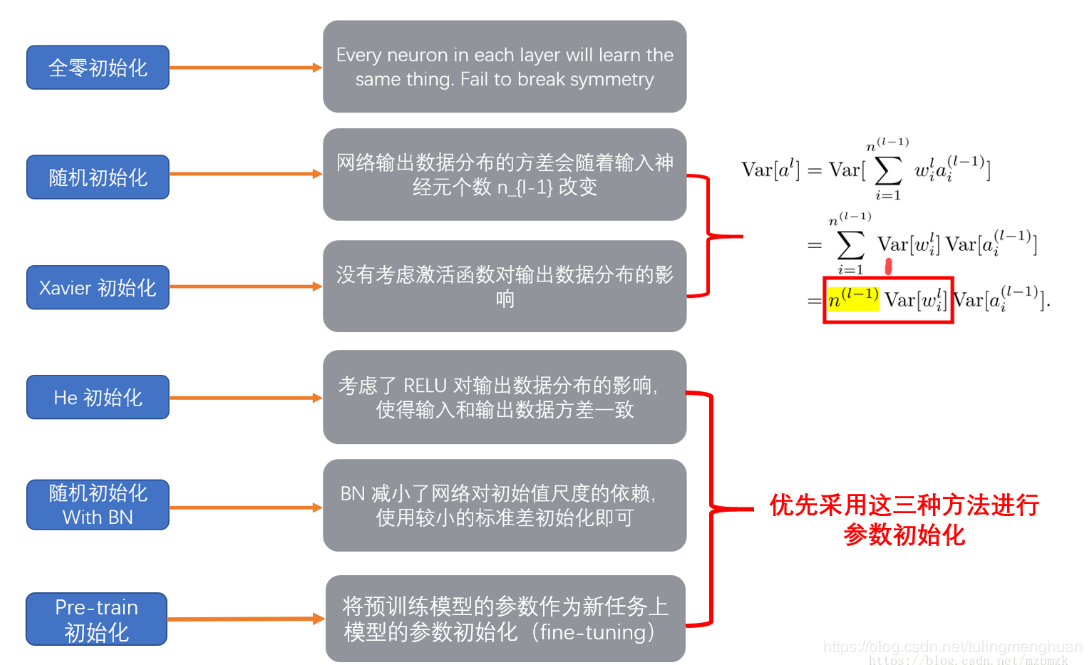 全零初始化
Every neuron in each layer will learn the
same thing. Fail to break symmetry
随机初始化
网络输出数据分布的方差会随着输入神
经元个数 n_{l-1} 改变
Xavier 初始化
没有考虑激活函数对输出数据分布的影
响
Var[a^l] = Var[∑_{i=1}^{n^{(l-1)}} w_i^l a_i^{(l-1)}]
= ∑_{i=1}^{n^{(l-1)}} Var[w_i^l] Var[a_i^{(l-1)}]
= n^{(l-1)} Var[w_i^l] Var[a_i^{(l-1)}].
He 初始化
考虑了 RELU 对输出数据分布的影响,
使得输入和输出数据方差一致
随机初始化
With BN
BN 减小了网络对初始值尺度的依赖,
使用较小的标准差初始化即可
Pre-train
初始化
将预训练模型的参数作为新任务上
模型的参数初始化（fine-tuning）
优先采用这三种方法进行
参数初始化
https://blog.csdn.net/tulingmenghuan
https://blog.csdn.net/mzpmzk